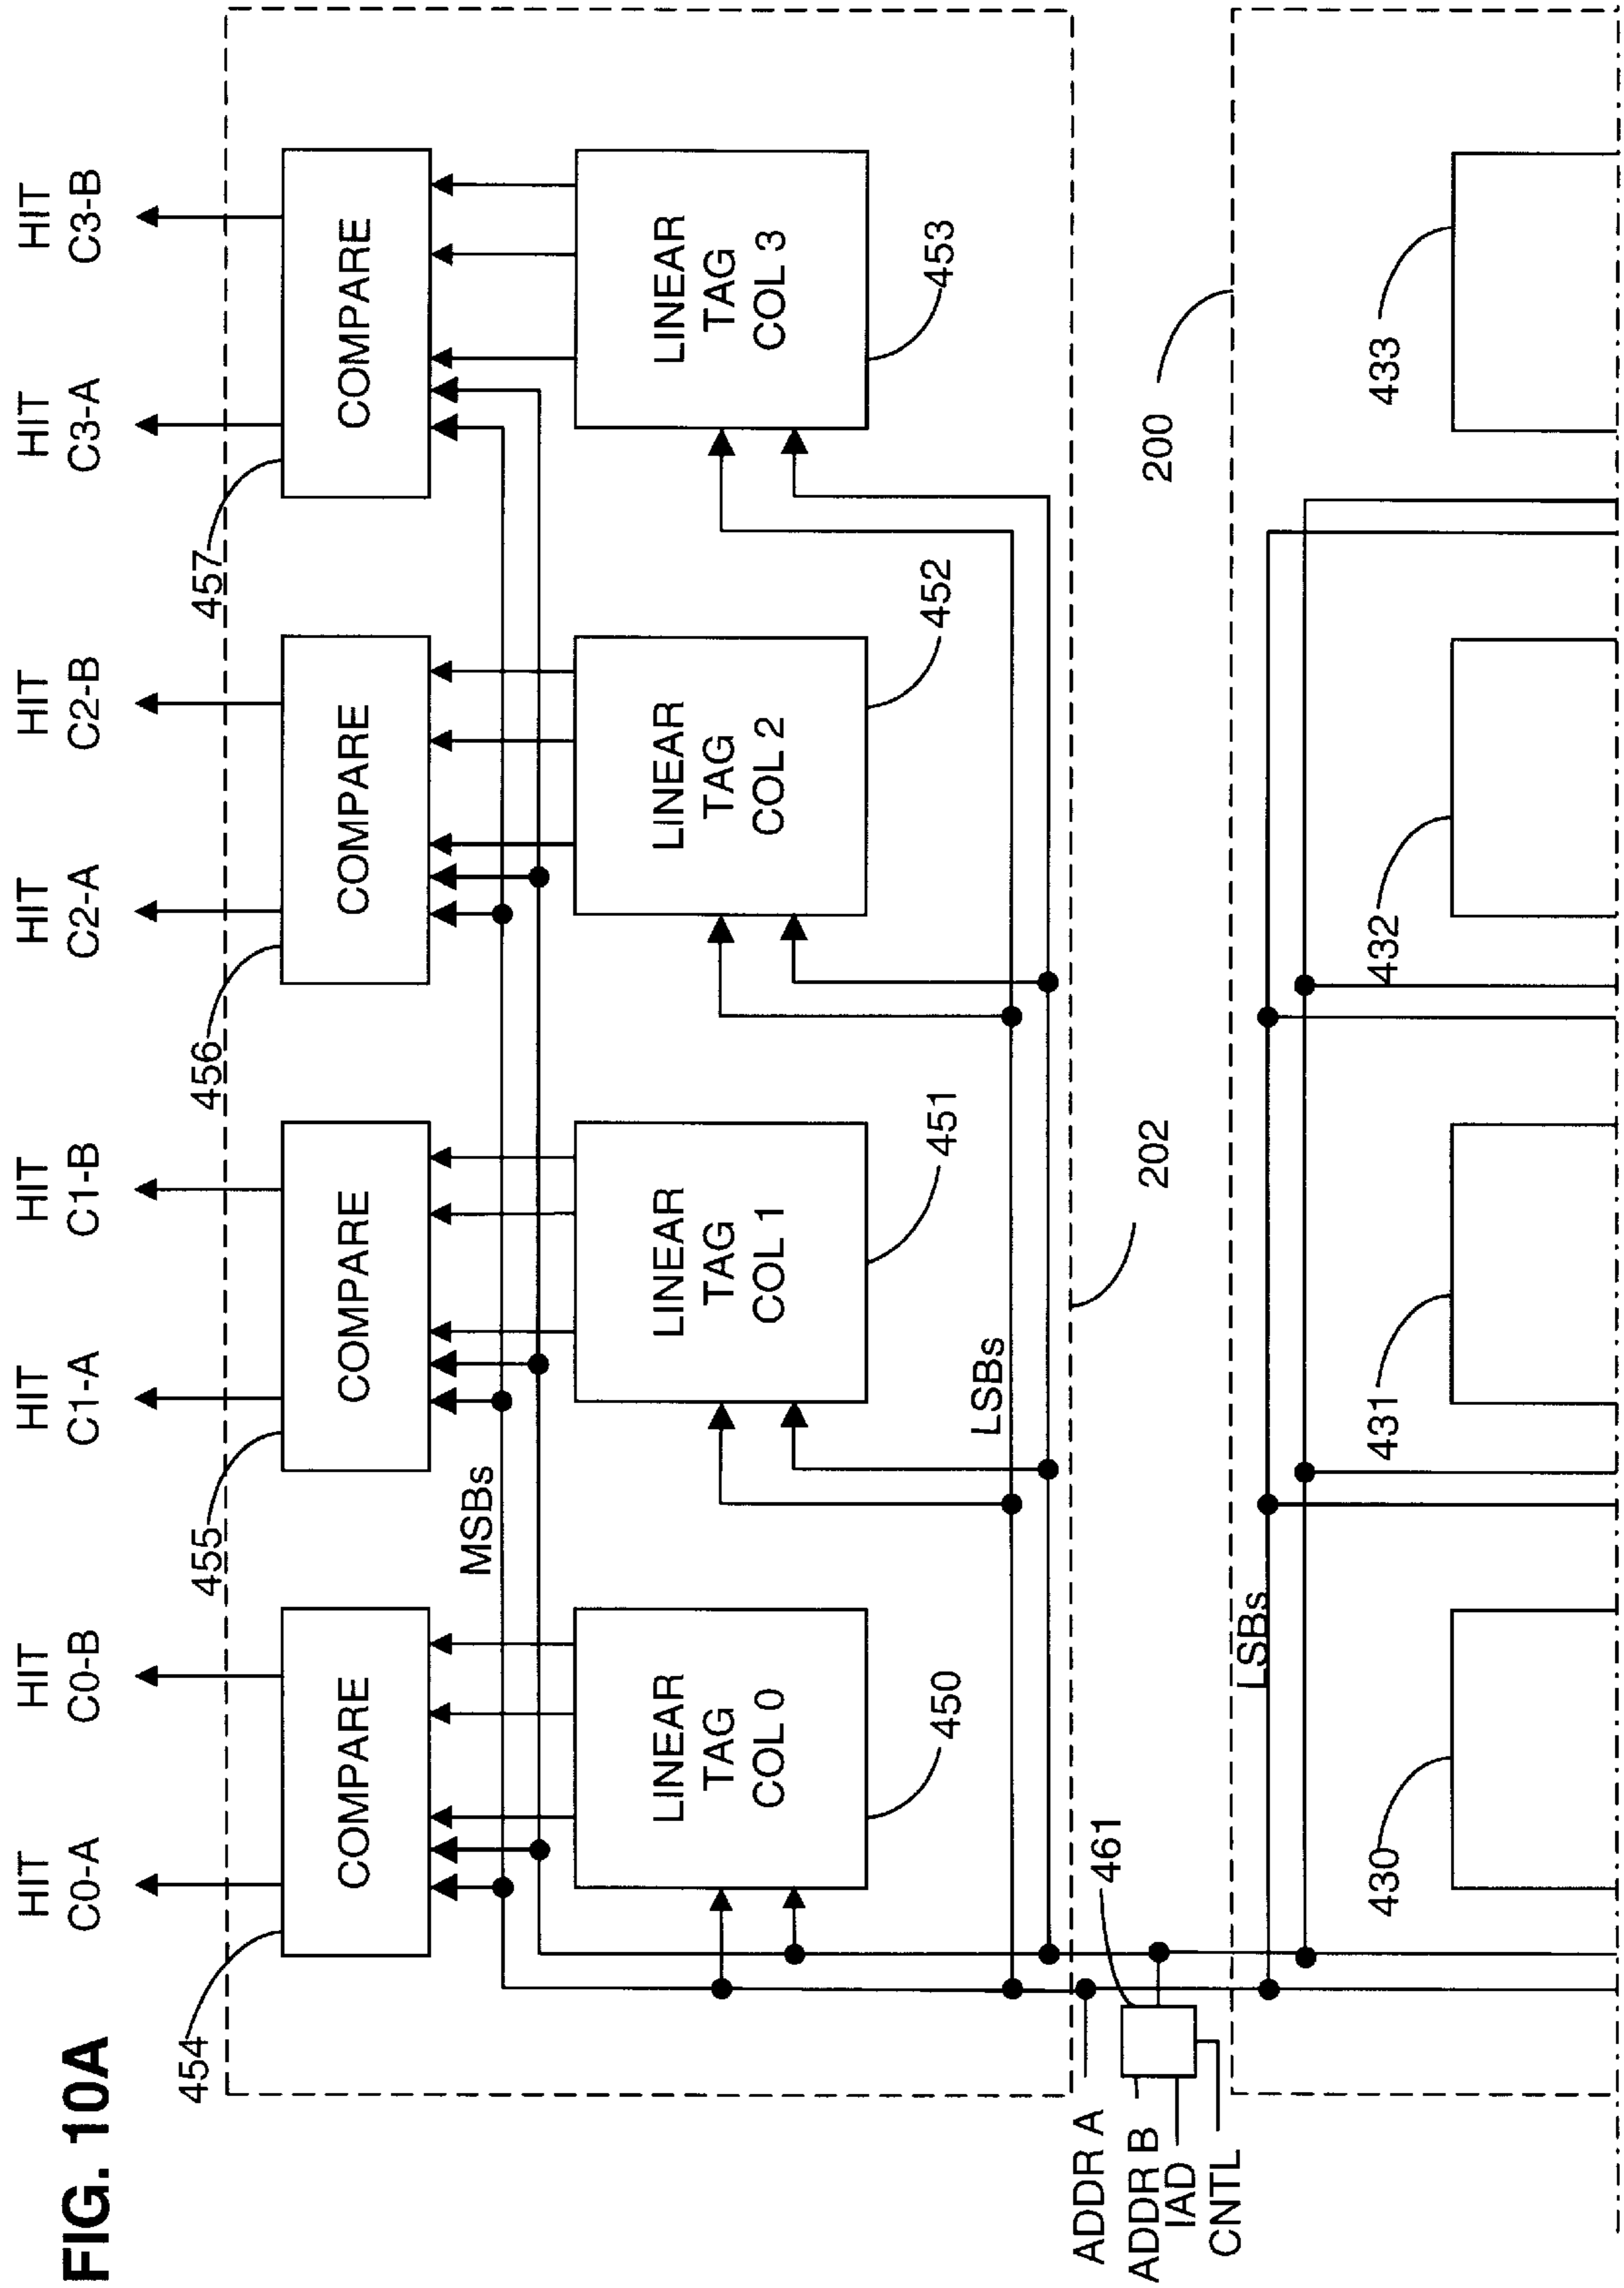 FIG. 10A
HIT
C0-A
HIT
C0-B
HIT
C1-A
HIT
C1-B
HIT
C2-A
HIT
C2-B
HIT
C3-A
HIT
C3-B
454
455
456
457
COMPARE
COMPARE
COMPARE
COMPARE
MSBs
LINEAR
TAG
COL 0
LINEAR
TAG
COL 1
LINEAR
TAG
COL 2
LINEAR
TAG
COL 3
450
451
452
453
LSBs
ADDR A
ADDR B
IAD
CNTL
461
202
200
LSBs
430
431
432
433